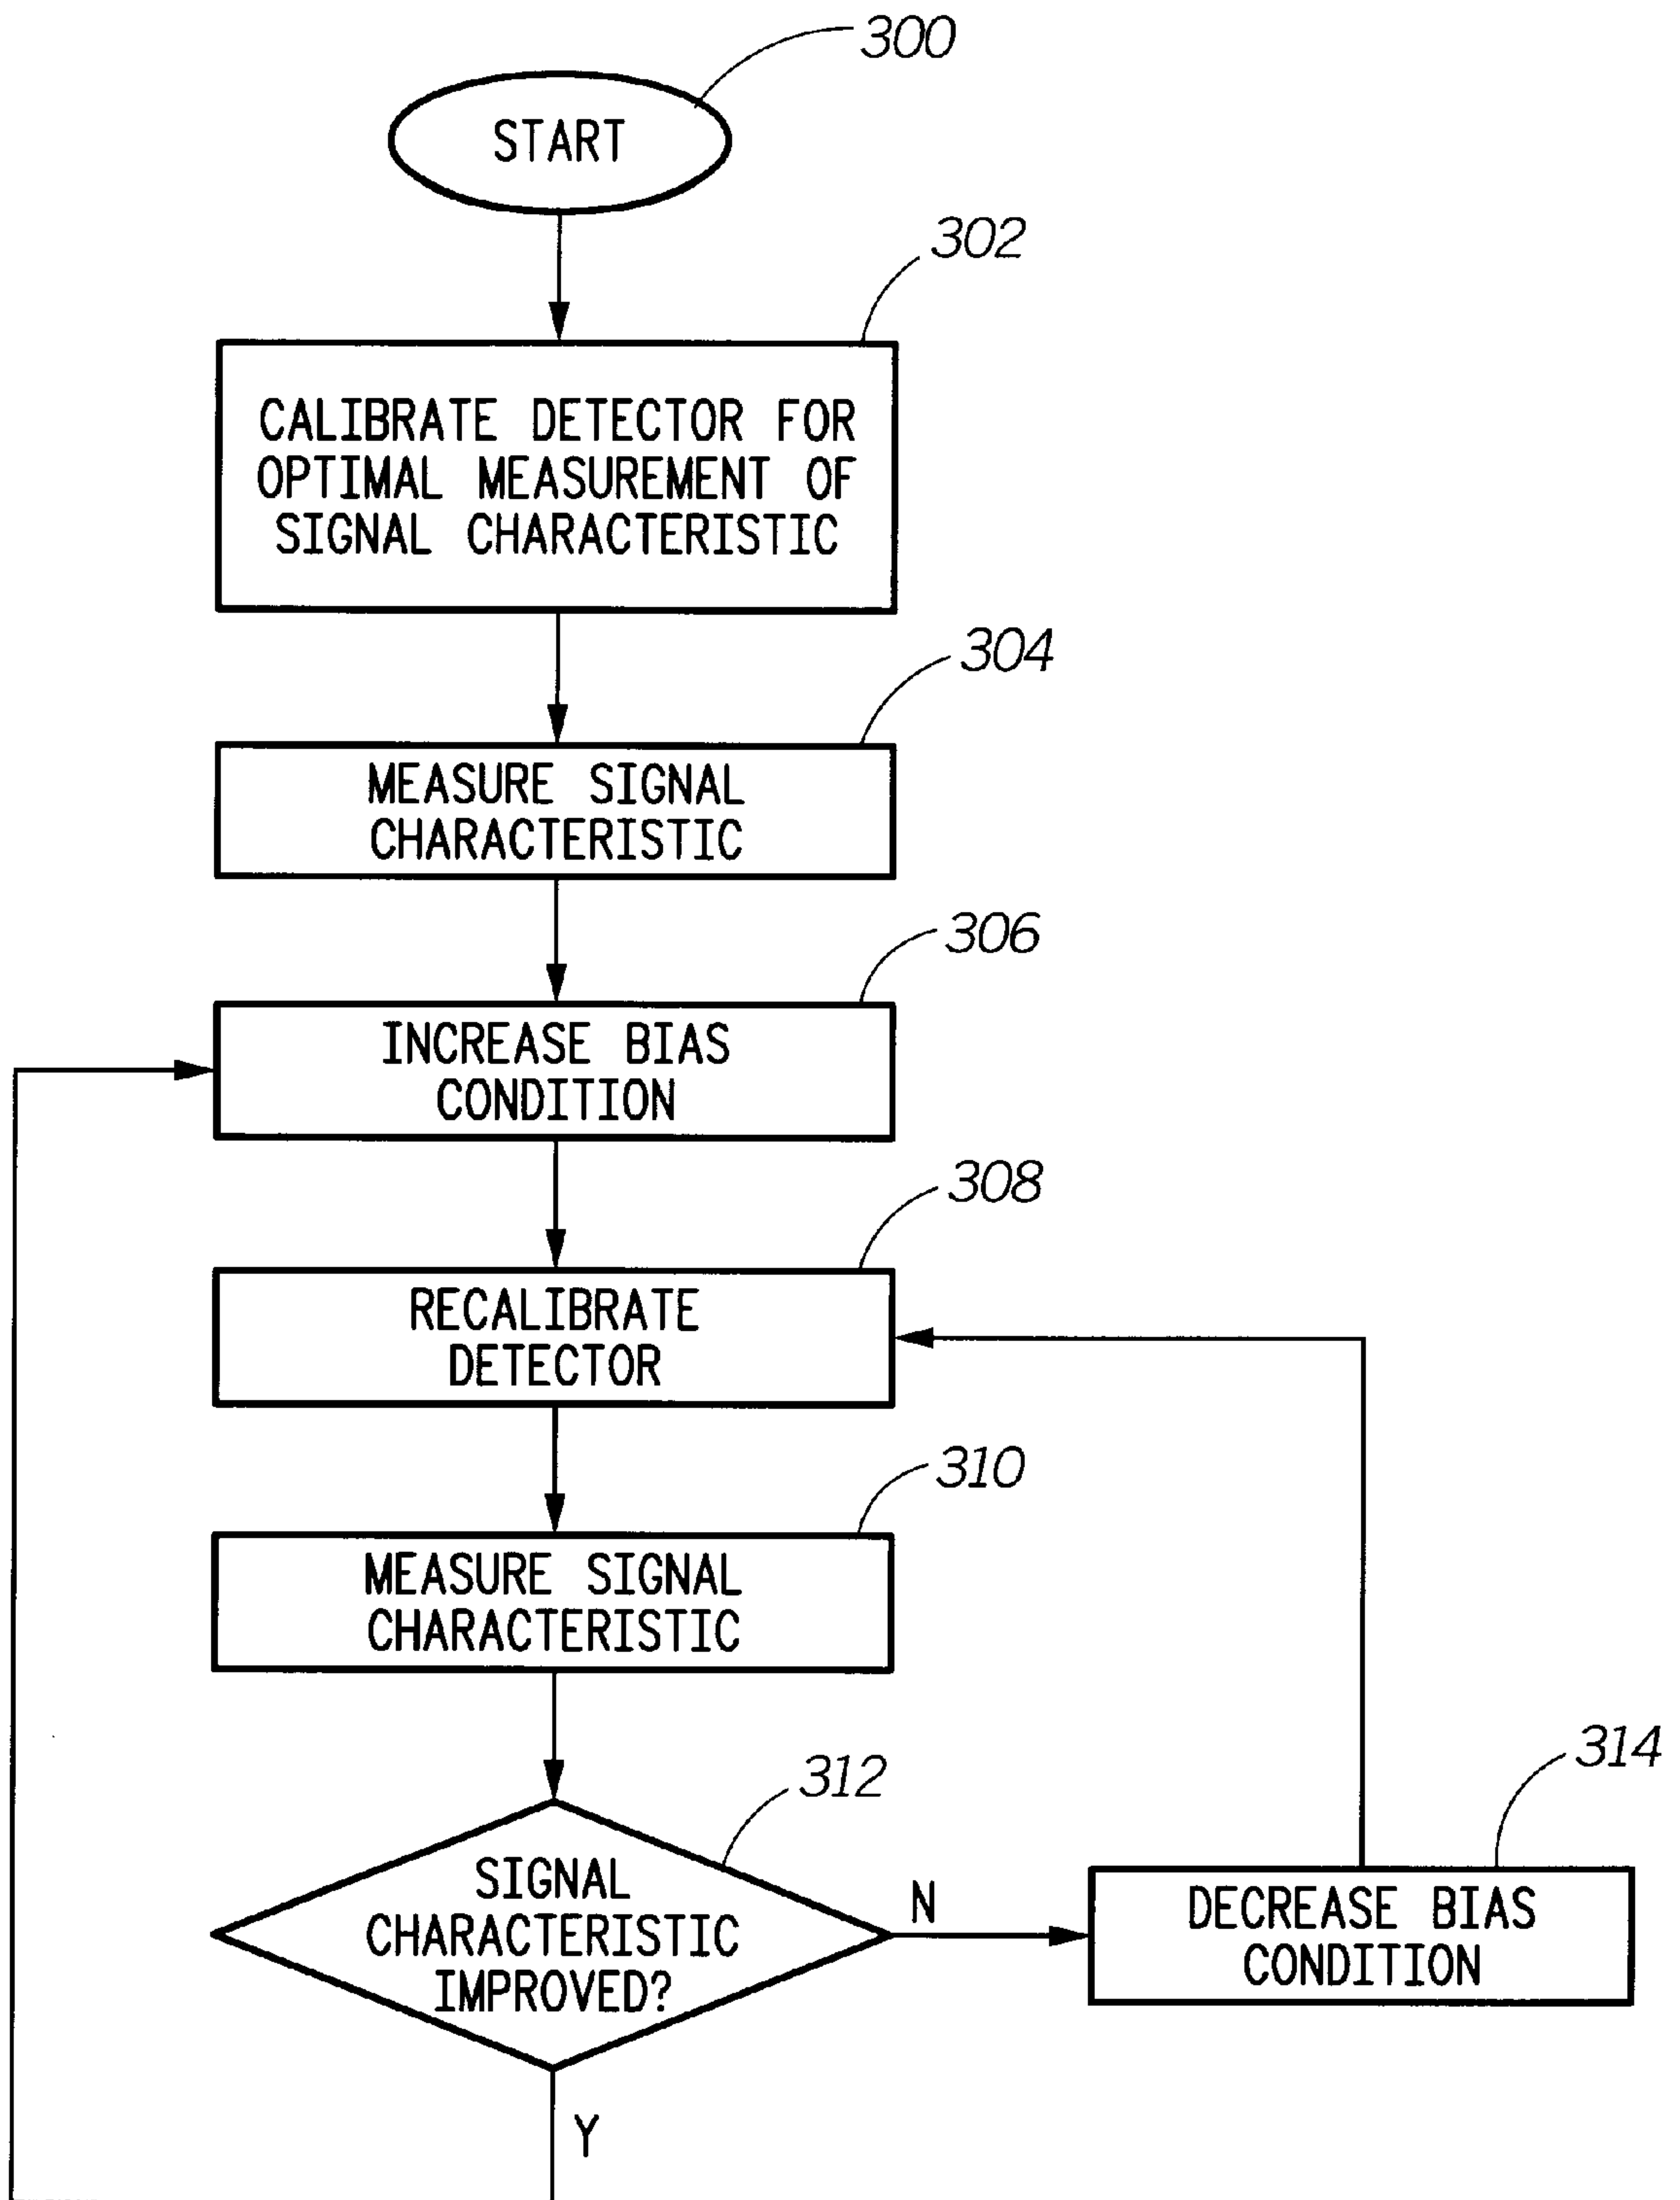 300
START
302
CALIBRATE DETECTOR FOR
OPTIMAL MEASUREMENT OF
SIGNAL CHARACTERISTIC
304
MEASURE SIGNAL
CHARACTERISTIC
306
INCREASE BIAS
CONDITION
308
RECALIBRATE
DETECTOR
310
MEASURE SIGNAL
CHARACTERISTIC
312
SIGNAL
CHARACTERISTIC
IMPROVED?
N
314
DECREASE BIAS
CONDITION
Y